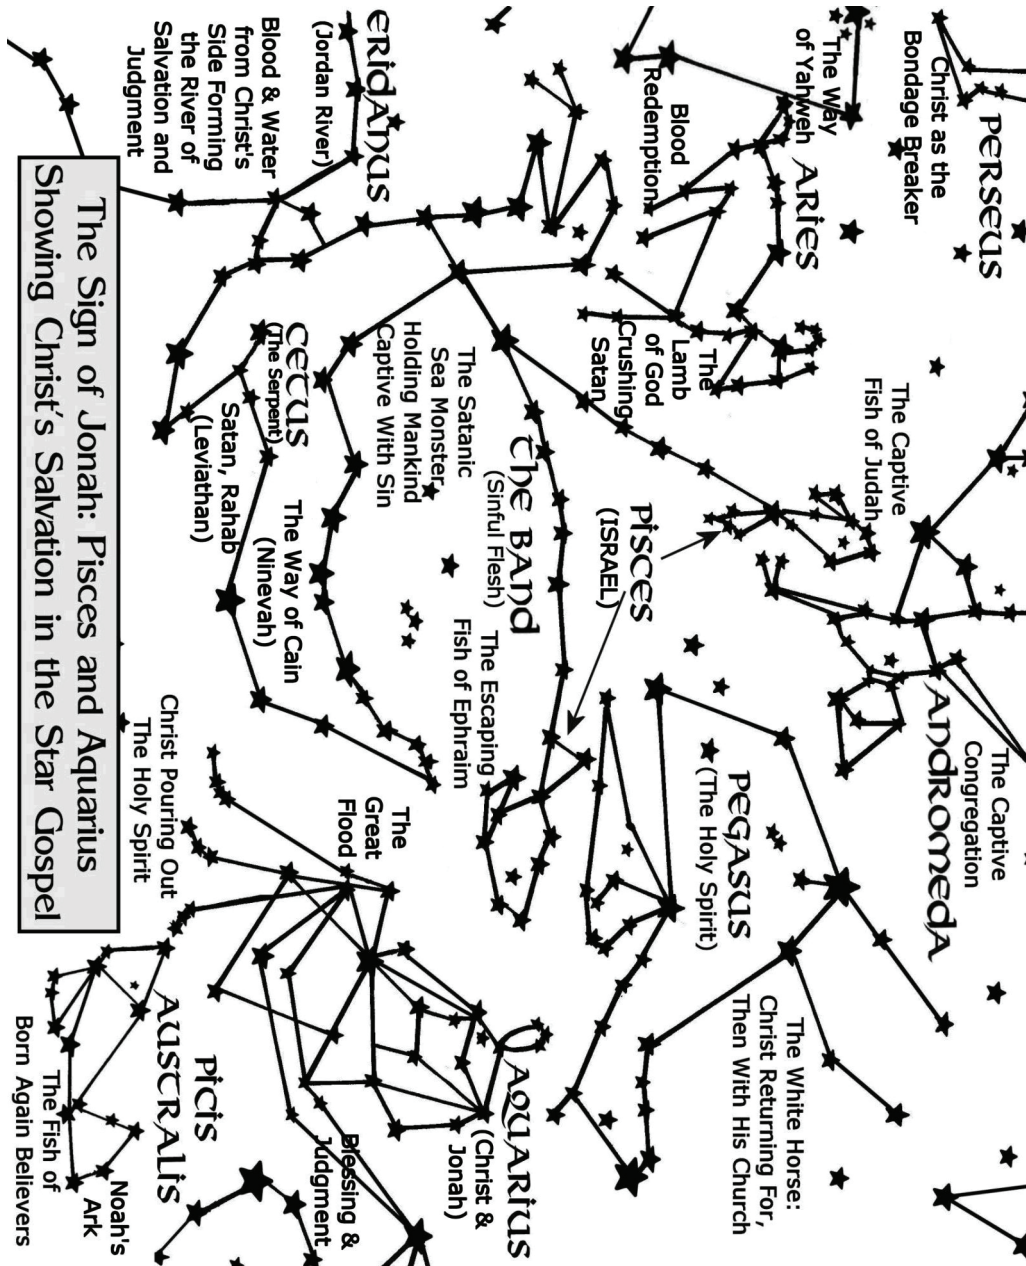 PERSEUS
Christ as the
Bondage Breaker
The Way
of Yahweh
ARIES
Blood
Redemption
The
Lamb
of God
Crushing
Satan
ERIDANUS
(Jordan River)
Blood & Water
from Christ's
Side Forming
the River of
Salvation and
Judgment
CETUS
(The Serpent)
Satan, Rahab
(Leviathan)
The Satanic
Sea Monster
Holding Mankind
Captive With Sin
The Way of Cain
(Ninevah)
The BAND
(Sinful Flesh)
PISCES
(ISRAEL)
The Captive
Fish of Judah
The Escaping
Fish of Ephraim
The Captive
Congregation
ANDROMEDA
PEGASUS
(The Holy Spirit)
The White Horse:
Christ Returning For,
Then With His Church
AQUARIUS
(Christ &
Jonah)
The
Great
Flood
Blessing &
Judgment
Christ Pouring Out
The Holy Spirit
PICIS
AUSTRALIS
Noah's
Ark
The Fish of
Born Again Believers
The Sign of Jonah: Pisces and Aquarius
Showing Christ's Salvation in the Star Gospel